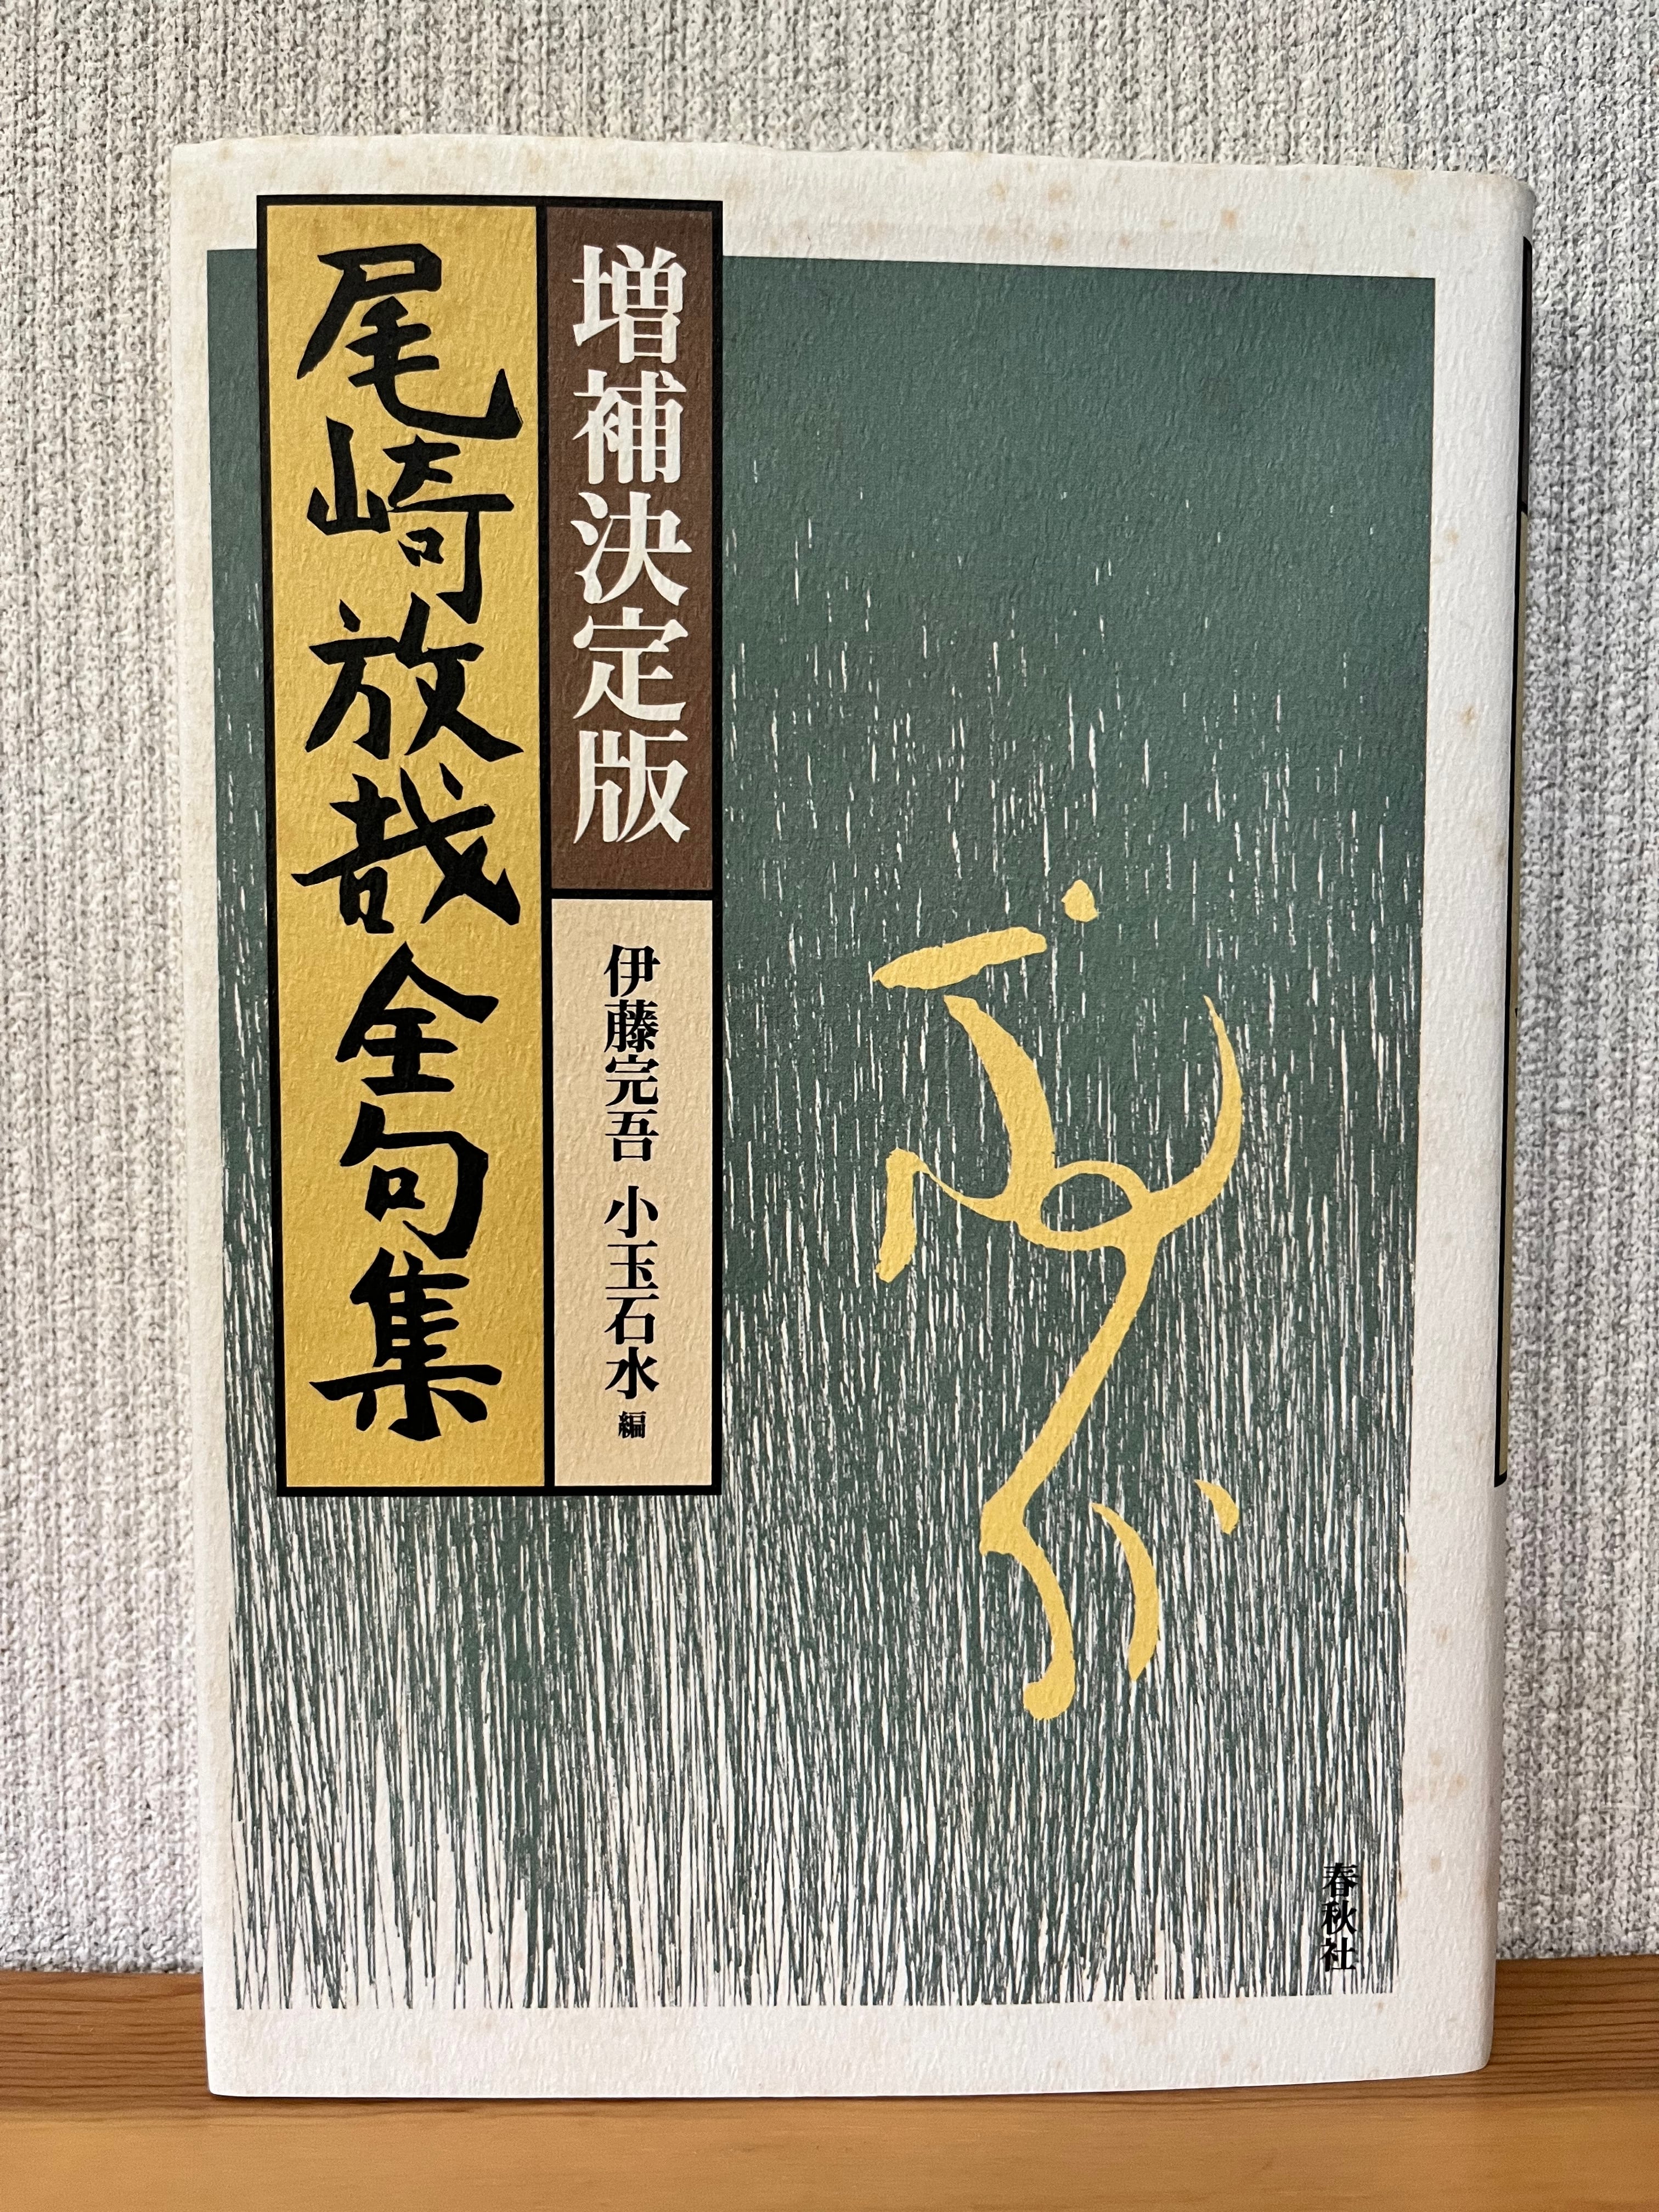 増補決定版
尾崎放哉全句集
伊藤完吾 小玉石水 編
春秋社